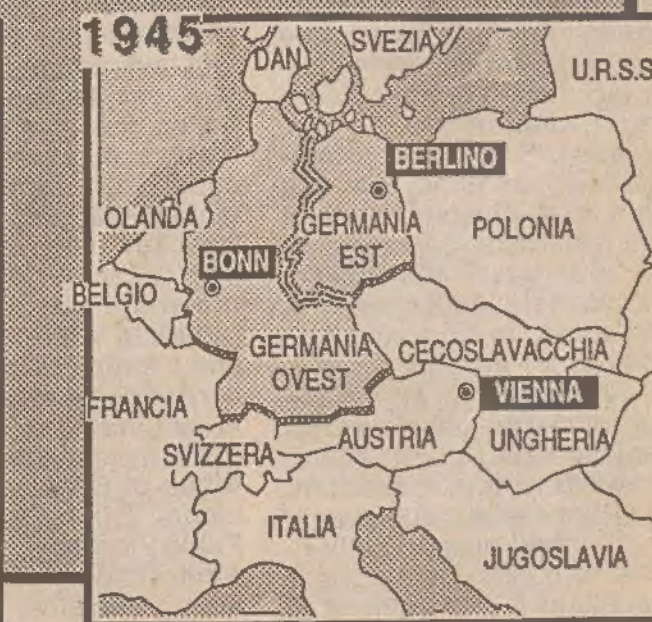 1945
DAN.
SVEZIA
U.R.S.S
BERLINO
OLANDA
GERMANIA
EST
POLONIA
BONN
BELGIO
GERMANIA
OVEST
CECOSLAVACCHIA
FRANCIA
VIENNA
SVIZZERA
AUSTRIA
UNGHERIA
ITALIA
JUGOSLAVIA